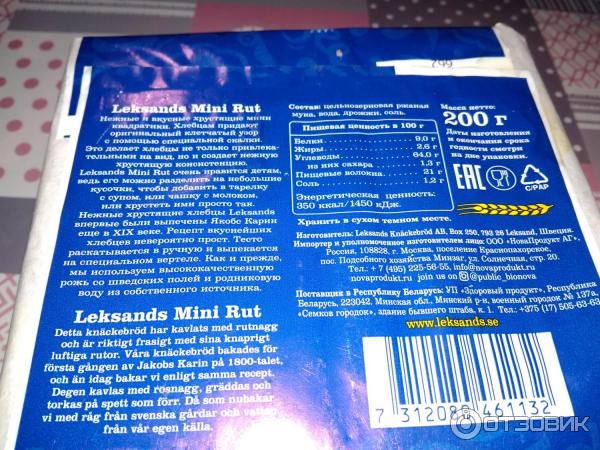 799
Leksands Mini Rut
Нежные и вкусные хрустящие мини
квадратики. Хлебцам придают
оригинальный клетчатый узор
с помощью специальной скалки.
Это делает хлебцы не только привлекатель-
ными на вид, но и создает нежную
хрустящую консистенцию.
Leksands Mini Rut очень нравятся детям,
ведь его можно разделить на небольшие
кусочки, чтобы добавить в тарелку
с супом, или чашку с молоком,
или хрустеть ими просто так.
Нежные хрустящие хлебцы Leksands
впервые были выпечены Якобс Карин
еще в XIX веке. Рецепт вкуснейших
хлебцев невероятно прост. Тесто
раскатывается в ручную и выпекается
на специальном вертеле. Как и прежде,
мы используем высококачественную
рожь со шведских полей и родниковую
воду из собственного источника.
Leksands Mini Rut
Detta knäckebröd har kavlats med rutnagg
och är riktigt frasigt med sina knaprigt
luftiga rutor. Våra knäckebröd bakades för
första gången av Jakobs Karin på 1800-talet,
och än idag bakar vi enligt samma recept.
Degen kavlas med rosnagg, gräddas och
torkas på spett som förr. Då som nu bakar
vi med råg från svenska gårdar och vatten
från vår egen källa.
Состав: цельнозерновая ржаная
мука, вода, дрожжи, соль.
Пищевая ценность в 100 г
Белки 9,0 г
Жиры 2,6 г
Углеводы 64,0 г
из них сахара 1,3 г
Пищевые волокна 21 г
Соль 1,2 г
Энергетическая ценность:
350 ккал/1450 кДж.
Масса нетто:
200 г
Даты изготовления
и окончания срока
годности смотри
на дне упаковки.
EAC
C/PAP
Хранить в сухом темном месте.
Изготовитель: Leksands Knäckebröd AB, Box 250, 793 26 Leksand, Швеция.
Импортер и уполномоченное изготовителем лицо: ООО «НоваПродукт АГ».
Россия, 108828, г. Москва, поселение Краснопахорское,
пос. Подсобного хозяйства Минзаг, ул. Солнечная, стр. 20.
Тел.: + 7 (495) 225-56-55, info@novaprodukt.ru
novaprodukt.ru join us on @public_bionova
Поставщик в Республику Беларусь: УП «Здоровый продукт», Республика
Беларусь, 223042, Минская обл., Минский р-н, военный городок № 137а,
«Семков городок», здание бывшего штаба, к. 1. Тел.: +375 (17) 505-63-63
www.leksands.se
7 312080 461132
ОТЗОВИК